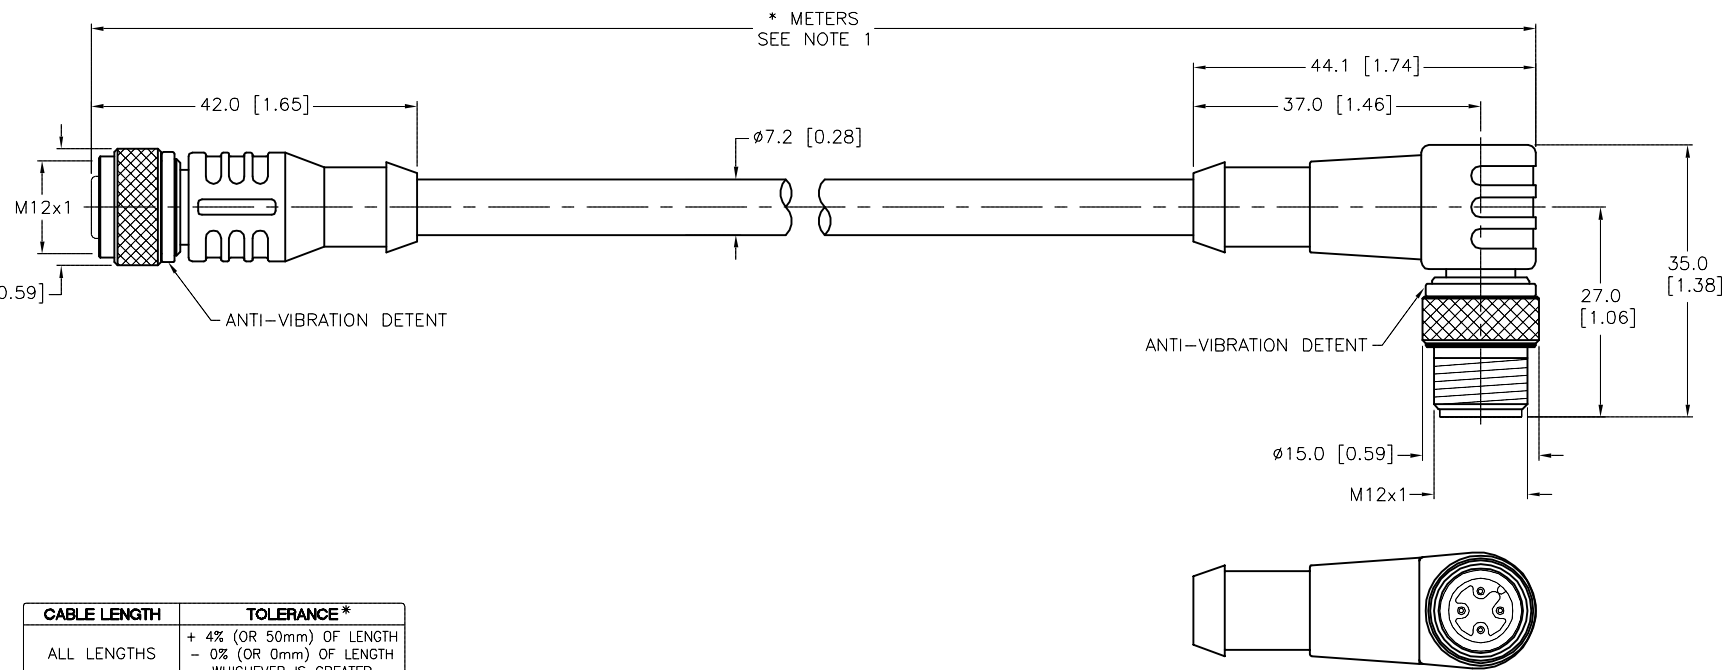 * METERS
SEE NOTE 1
44.1 [1.74]
42.0 [1.65]
37.0 [1.46]
ø7.2 [0.28]
M12x1
0.59]
ANTI-VIBRATION DETENT
35.0
[1.38]
27.0
[1.06]
ANTI-VIBRATION DETENT
ø15.0 [0.59]
M12x1
CABLE LENGTH
TOLERANCE*
ALL LENGTHS
+ 4% (OR 50mm) OF LENGTH
- 0% (OR 0mm) OF LENGTH
WHICHEVER IS GREATER